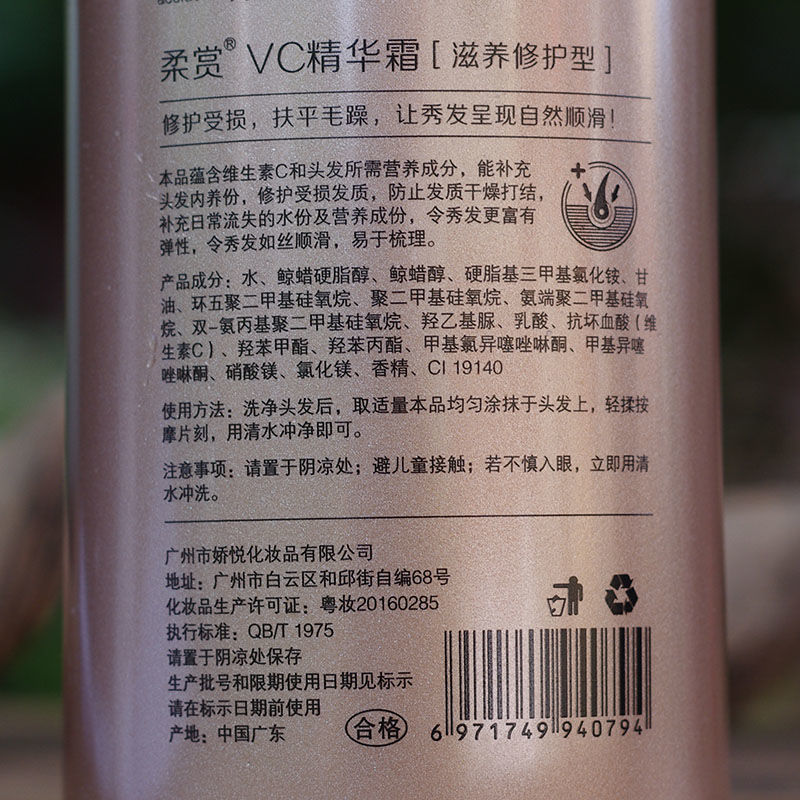 柔赏® VC精华霜 [ 滋养修护型 ]
修护受损，扶平毛躁，让秀发呈现自然顺滑！
本品蕴含维生素C和头发所需营养成分，能补充
头发内养份，修护受损发质，防止发质干燥打结，
补充日常流失的水份及营养成份，令秀发更富有
弹性，令秀发如丝顺滑，易于梳理。
产品成分：水、鲸蜡硬脂醇、鲸蜡醇、硬脂基三甲基氯化铵、甘
油、环五聚二甲基硅氧烷、聚二甲基硅氧烷、氨端聚二甲基硅氧
烷、双-氨丙基聚二甲基硅氧烷、羟乙基脲、乳酸、抗坏血酸（维
生素C）、羟苯甲酯、羟苯丙酯、甲基氯异噻唑啉酮、甲基异噻
唑啉酮、硝酸镁、氯化镁、香精、CI 19140
使用方法：洗净头发后，取适量本品均匀涂抹于头发上，轻揉按
摩片刻，用清水冲净即可。
注意事项：请置于阴凉处；避儿童接触；若不慎入眼，立即用清
水冲洗。
广州市娇悦化妆品有限公司
地址：广州市白云区和邱街自编68号
化妆品生产许可证：粤妆20160285
执行标准：QB/T 1975
请置于阴凉处保存
生产批号和限期使用日期见标示
请在标示日期前使用
产地：中国广东
合格
6 971749 940794